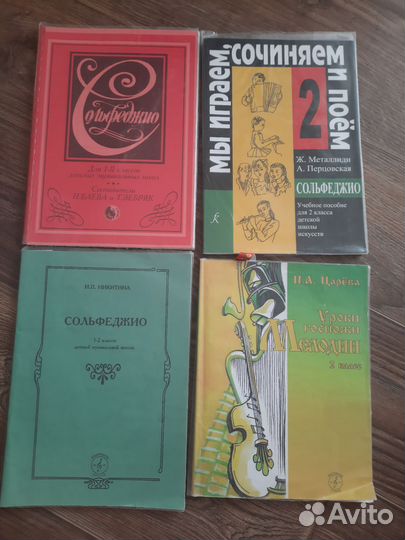 Сольфеджио
Для I-II классов
детских музыкальных школ
Составители
Н.БАЕВА и Т.ЗЕБРЯК
МЫ ИГРАЕМ,
СОЧИНЯЕМ
И ПОЁМ
2
Ж. Металлиди
А. Перцовская
СОЛЬФЕДЖИО
Учебное пособие
для 2 класса
детской
школы
искусств
Н.П. НИКИТИНА
СОЛЬФЕДЖИО
1-2 классы
детской музыкальной школы
Н.А. Царёва
Уроки
госпожи
Мелодии
2 класс
Avito